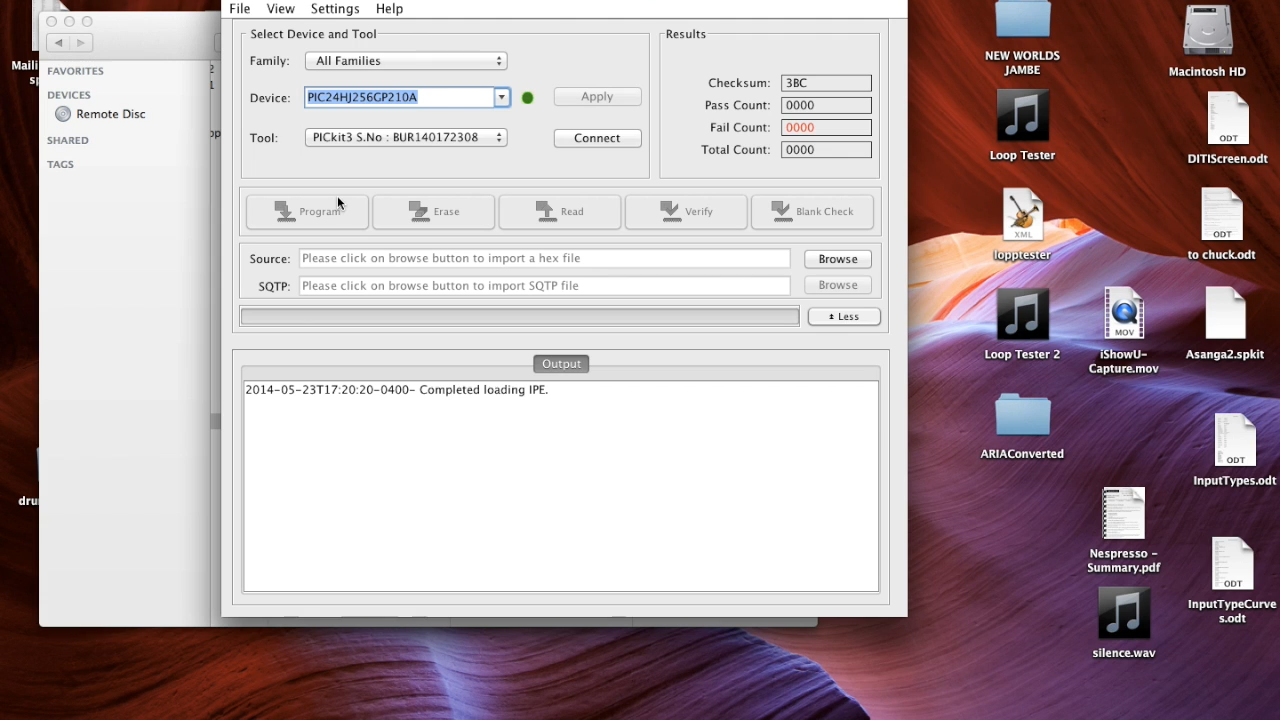 File View Settings Help
Select Device and Tool
Family: All Families
Device: PIC24HJ256GP210A Apply
Tool: PICkit3 S.No : BUR140172308 Connect
Results
Checksum: 3BC
Pass Count: 0000
Fail Count: 0000
Total Count: 0000
Program Erase Read Verify Blank Check
Source: Please click on browse button to import a hex file Browse
SQTP: Please click on browse button to import SQTP file Browse
Less
Output
2014-05-23T17:20:20-0400- Completed loading IPE.
FAVORITES
DEVICES
Remote Disc
SHARED
TAGS
NEW WORLDS
JAMBE
Macintosh HD
Loop Tester
ODT
DITIScreen.odt
XML
lopptester
ODT
to chuck.odt
Loop Tester 2
MOV
iShowU-
Capture.mov
Asanga2.spkit
ARIAConverted
ODT
InputTypes.odt
Nespresso –
Summary.pdf
ODT
InputTypeCurve
s.odt
silence.wav